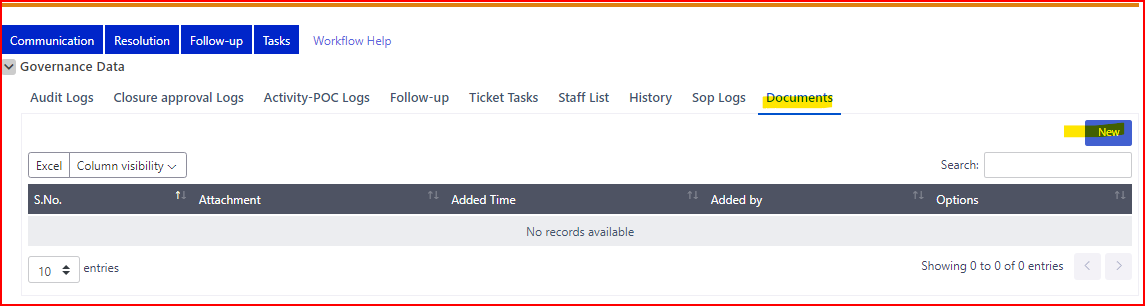 Communication Resolution Follow-up Tasks Workflow Help
Governance Data
Audit Logs Closure approval Logs Activity-POC Logs Follow-up Ticket Tasks Staff List History Sop Logs Documents
New
Excel Column visibility Search:
S.No. Attachment Added Time Added by Options
No records available
10 entries Showing 0 to 0 of 0 entries